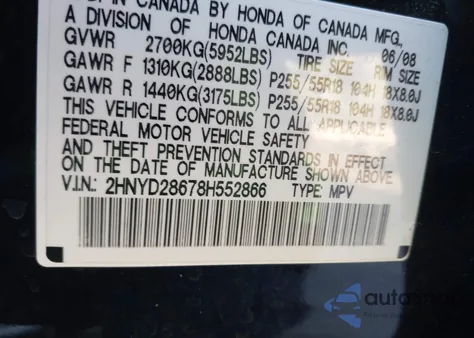 IN CANADA BY HONDA OF CANADA MFG.,
A DIVISION OF HONDA CANADA INC. 06/08
GVWR 2700KG(5952LBS) TIRE SIZE RIM SIZE
GAWR F 1310KG(2888LBS) P255/55R18 104H 18X8.0J
GAWR R 1440KG(3175LBS) P255/55R18 104H 18X8.0J
THIS VEHICLE CONFORMS TO ALL APPLICABLE
FEDERAL MOTOR VEHICLE SAFETY
AND THEFT PREVENTION STANDARDS IN EFFECT
ON THE DATE OF MANUFACTURE SHOWN ABOVE.
V.I.N.: 2HNYD28678H552866 TYPE: MPV